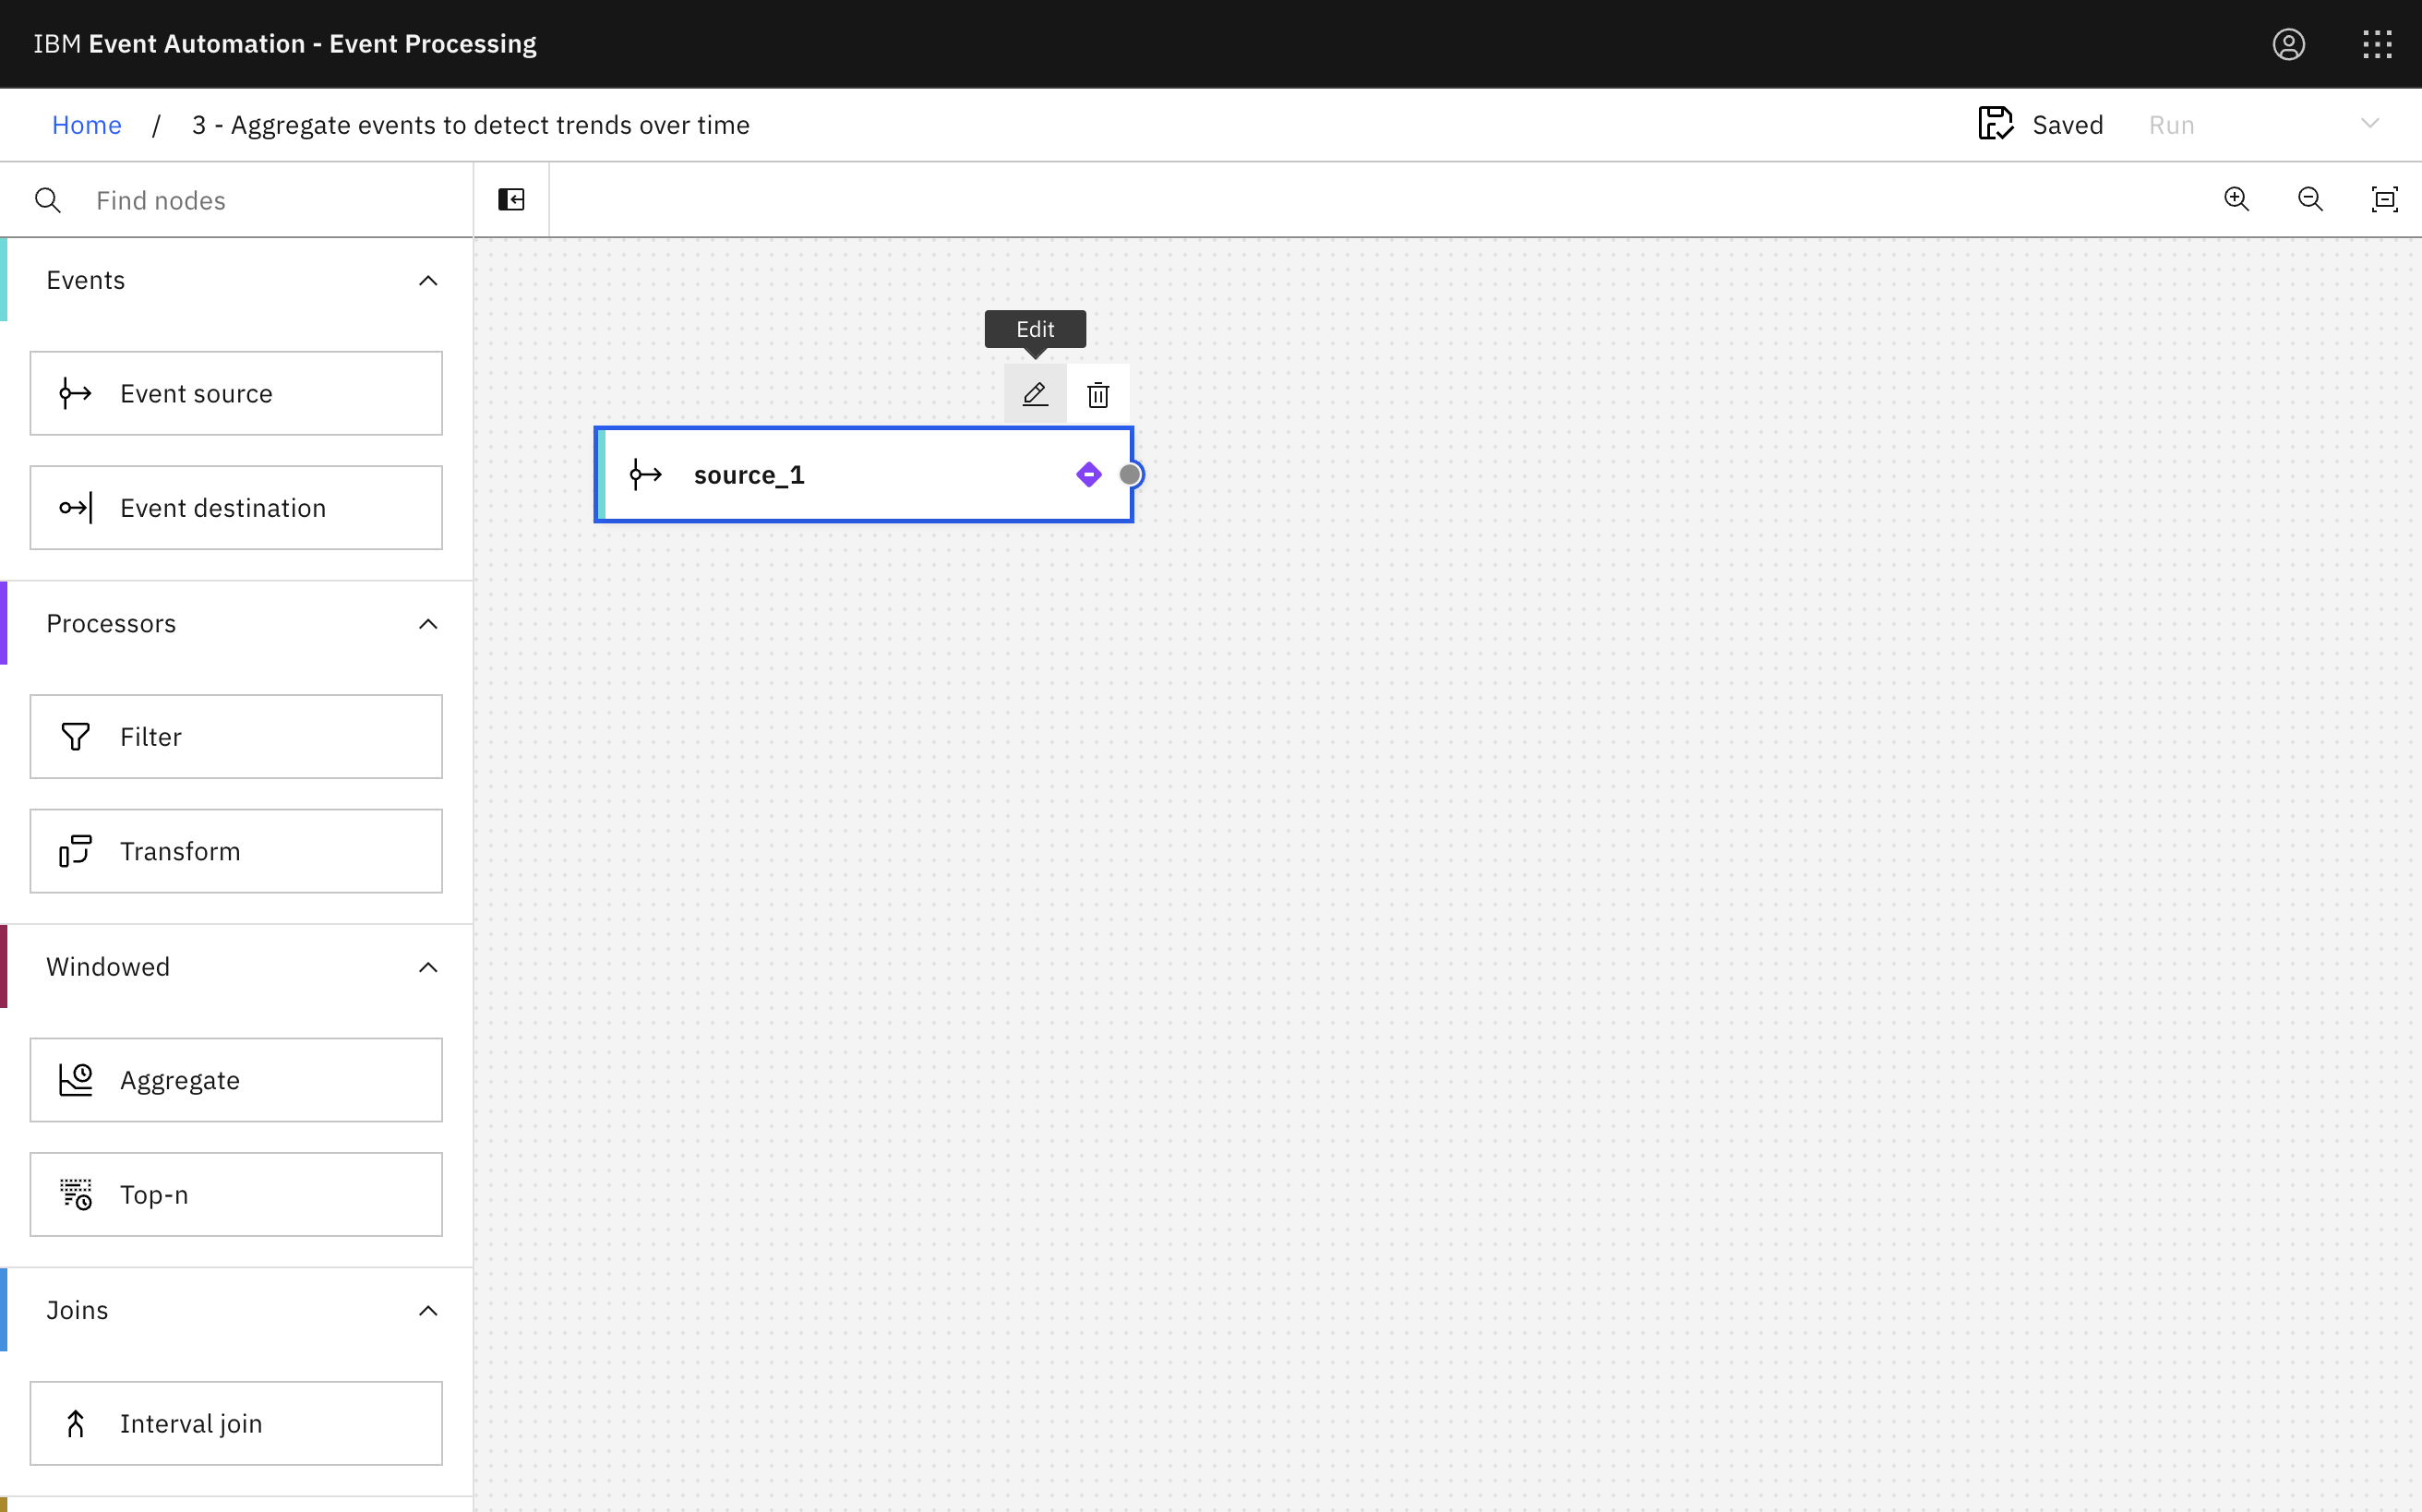 IBM Event Automation - Event Processing
Home / 3 - Aggregate events to detect trends over time
Saved
Run
Find nodes
Events
Event source
Event destination
Processors
Filter
Transform
Windowed
Aggregate
Top-n
Joins
Interval join
Edit
source_1